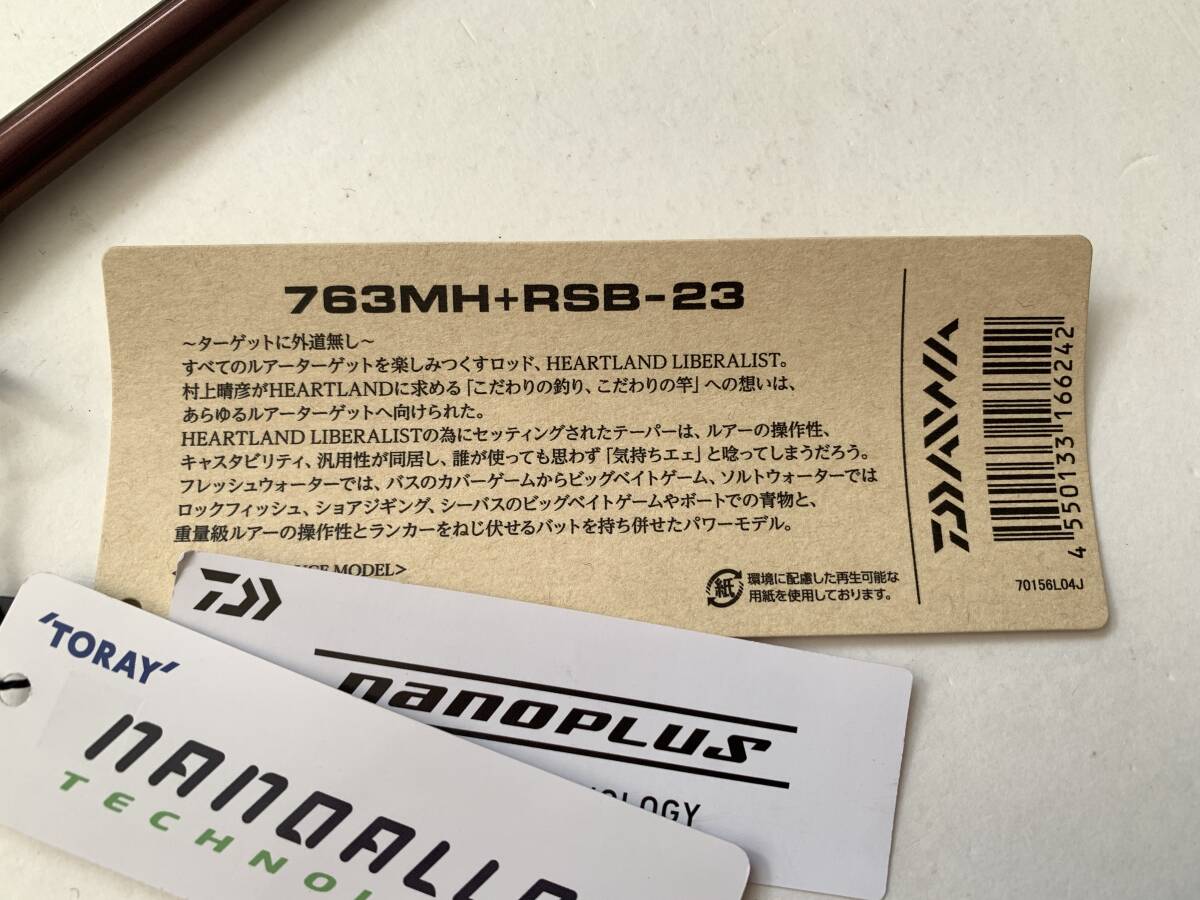 763MH+RSB-23
～ターゲットに外道無し～
すべてのルアーターゲットを楽しみつくすロッド、HEARTLAND LIBERALIST。
村上晴彦がHEARTLANDに求める「こだわりの釣り、こだわりの竿」への想いは、
あらゆるルアーターゲットへ向けられた。
HEARTLAND LIBERALISTの為にセッティングされたテーパーは、ルアーの操作性、
キャスタビリティ、汎用性が同居し、誰が使っても思わず「気持ちエェ」と唸ってしまうだろう。
フレッシュウォーターでは、バスのカバーゲームからビッグベイトゲーム、ソルトウォーターでは
ロックフィッシュ、ショアジギング、シーバスのビッグベイトゲームやボートでの青物と、
重量級ルアーの操作性とランカーをねじ伏せるバットを持ち併せたパワーモデル。
MODEL>
紙
環境に配慮した再生可能な
用紙を使用しております。
DAIWA
4 550133 166242
70156L04J
nanoplus
OLOGY
'TORAY'
NANOALL
TECHNOL